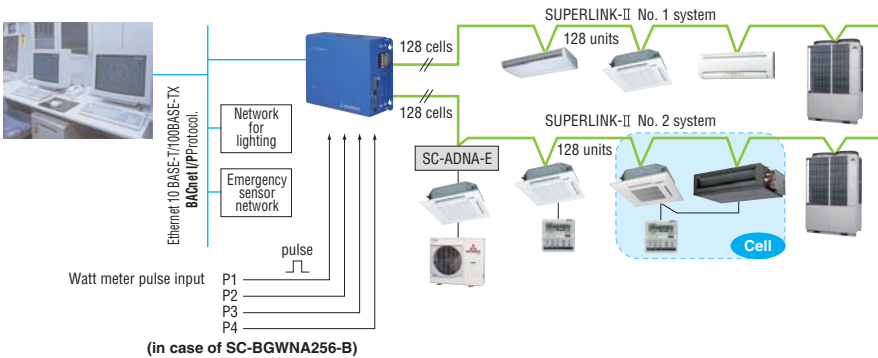 SUPERLINK-II No. 1 system
128 cells
128 units
128 cells
SUPERLINK-II No. 2 system
128 units
SC-ADNA-E
Cell
Ethernet 10 BASE-T/100BASE-TX
BACnet I/PProtocol.
Network
for
lighting
Emergency
sensor
network
pulse
Watt meter pulse input
P1
P2
P3
P4
(in case of SC-BGWNA256-B)